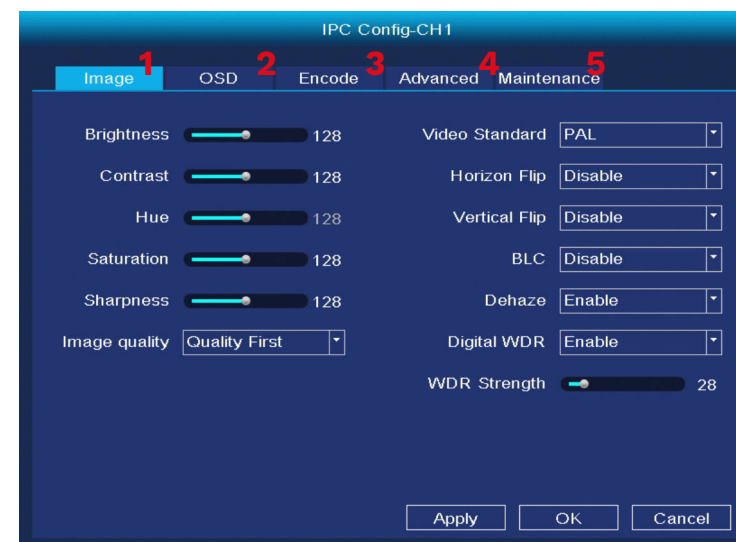 IPC Config-CH1
1 2 3 4 5
Image OSD Encode Advanced Maintenance
Brightness 128 Video Standard PAL
Contrast 128 Horizon Flip Disable
Hue 128 Vertical Flip Disable
Saturation 128 BLC Disable
Sharpness 128 Dehaze Enable
Image quality Quality First Digital WDR Enable
WDR Strength 28
Apply OK Cancel